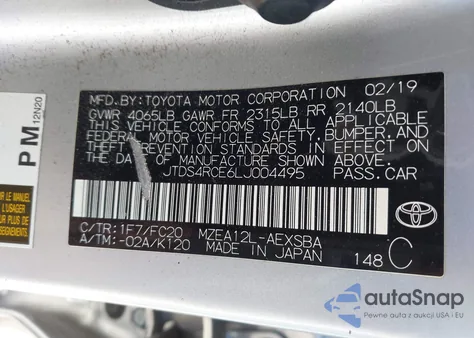 MFD.BY: TOYOTA MOTOR CORPORATION 02/19
GVWR 4065LB GAWR FR 2315LB RR 2140LB
THIS VEHICLE CONFORMS TO ALL APPLICABLE
FEDERAL MOTOR VEHICLE SAFETY, BUMPER, AND
THEFT PREVENTION STANDARDS IN EFFECT ON
THE DATE OF MANUFACTURE SHOWN ABOVE.
JTDS4RCE6LJ004495 PASS.CAR
C/TR: 1F7/FC20 MZEA12L-AEXSBA
A/TM: -02A/K120 MADE IN JAPAN 148 C
TOYOTA
PM 12N20
autoSnap
Pewne auta z aukcji USA i EU